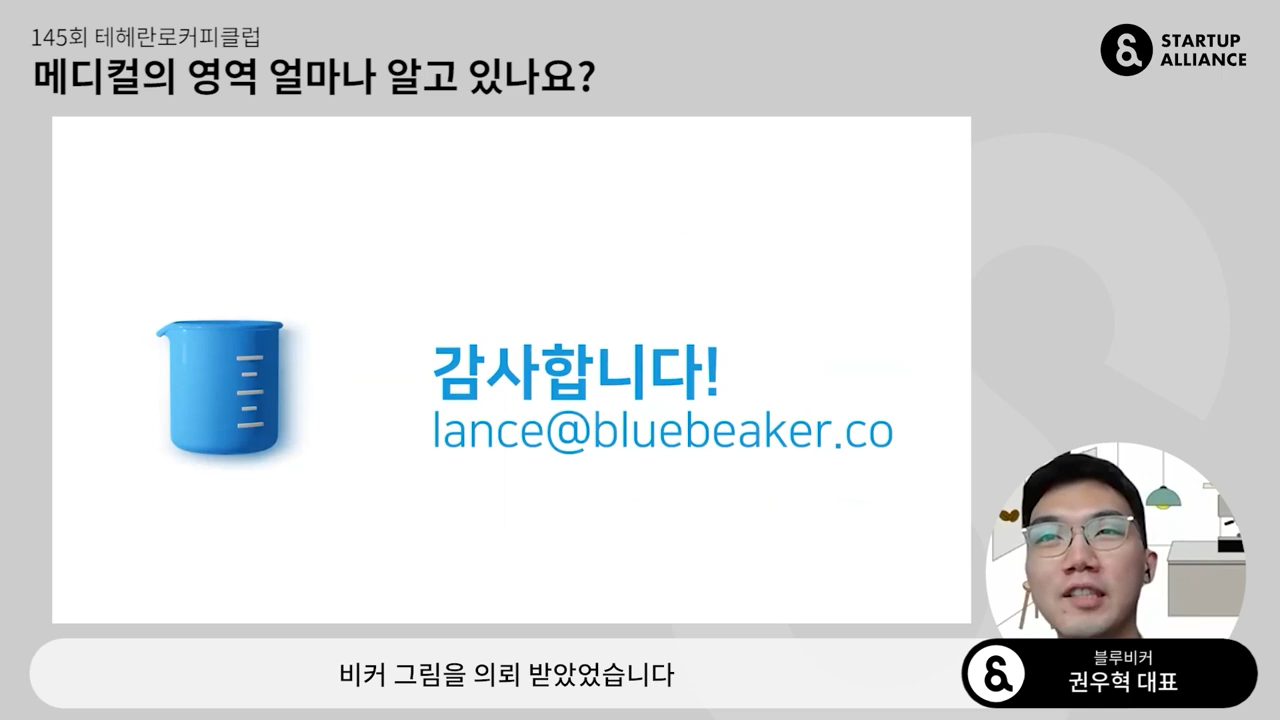 145회 테헤란로커피클럽
메디컬의 영역 얼마나 알고 있나요?
STARTUP
ALLIANCE
감사합니다!
lance@bluebeaker.co
비커 그림을 의뢰 받았었습니다
블루비커
권우혁 대표